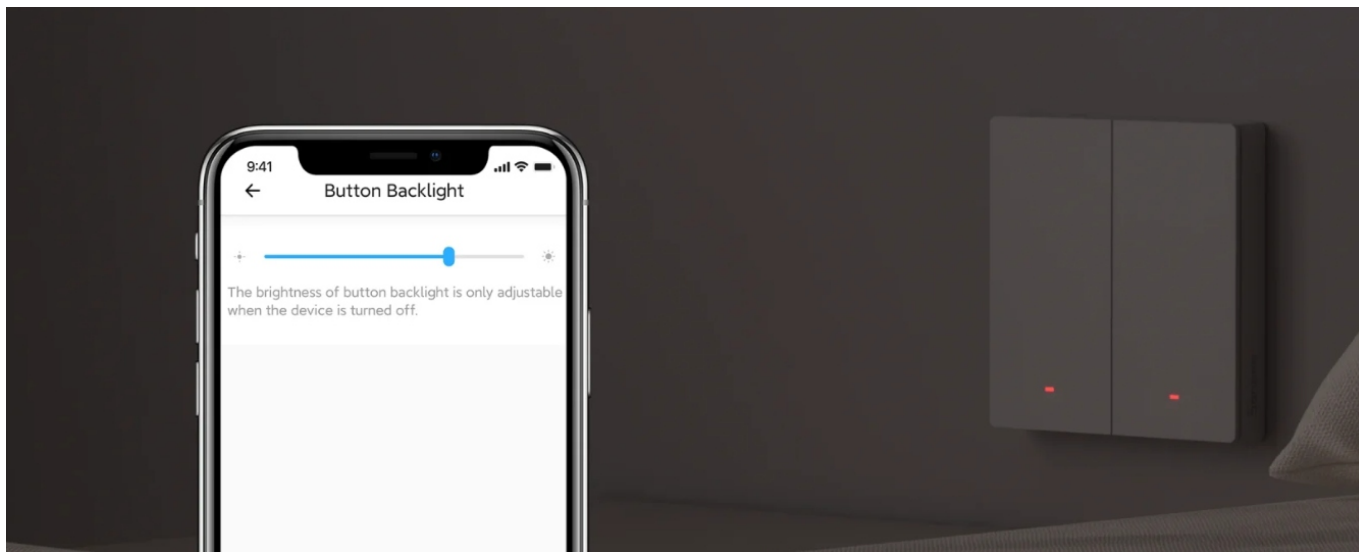 9:41
Button Backlight
The brightness of button backlight is only adjustable
when the device is turned off.